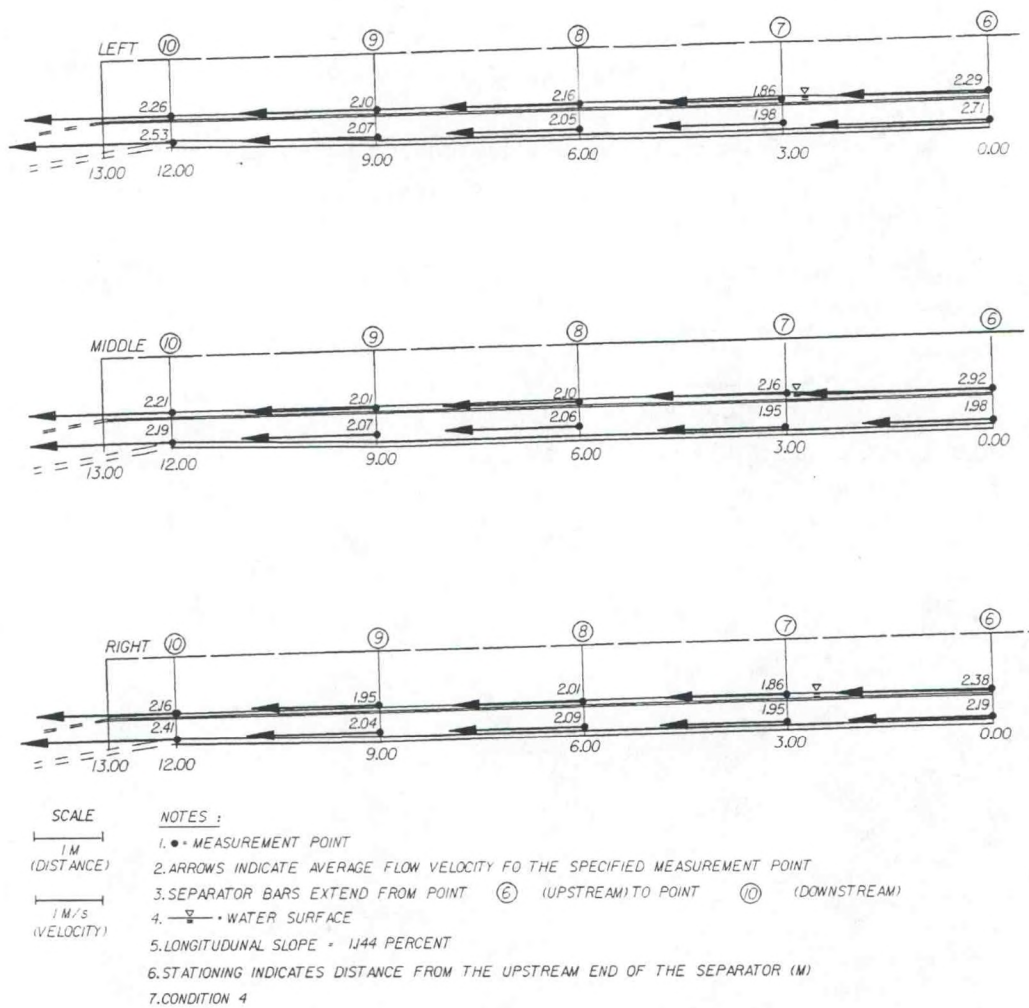 LEFT ⑩ ⑨ ⑧ ⑦ ⑥
2.26 2.10 2.16 1.86 2.29
2.53 2.07 2.05 1.98 2.71
13.00 12.00 9.00 6.00 3.00 0.00
MIDDLE ⑩ ⑨ ⑧ ⑦ ⑥
2.21 2.01 2.10 2.16 2.92
2.19 2.07 2.06 1.95 1.98
13.00 12.00 9.00 6.00 3.00 0.00
RIGHT ⑩ ⑨ ⑧ ⑦ ⑥
2.16 1.95 2.01 1.86 2.38
2.41 2.04 2.09 1.95 2.19
13.00 12.00 9.00 6.00 3.00 0.00
SCALE
1 M
(DISTANCE)
1 M/s
(VELOCITY)
NOTES :
1. • = MEASUREMENT POINT
2. ARROWS INDICATE AVERAGE FLOW VELOCITY FO THE SPECIFIED MEASUREMENT POINT
3. SEPARATOR BARS EXTEND FROM POINT ⑥ (UPSTREAM) TO POINT ⑩ (DOWNSTREAM)
4. = WATER SURFACE
5. LONGITUDUNAL SLOPE = 1.144 PERCENT
6. STATIONING INDICATES DISTANCE FROM THE UPSTREAM END OF THE SEPARATOR (M)
7. CONDITION 4